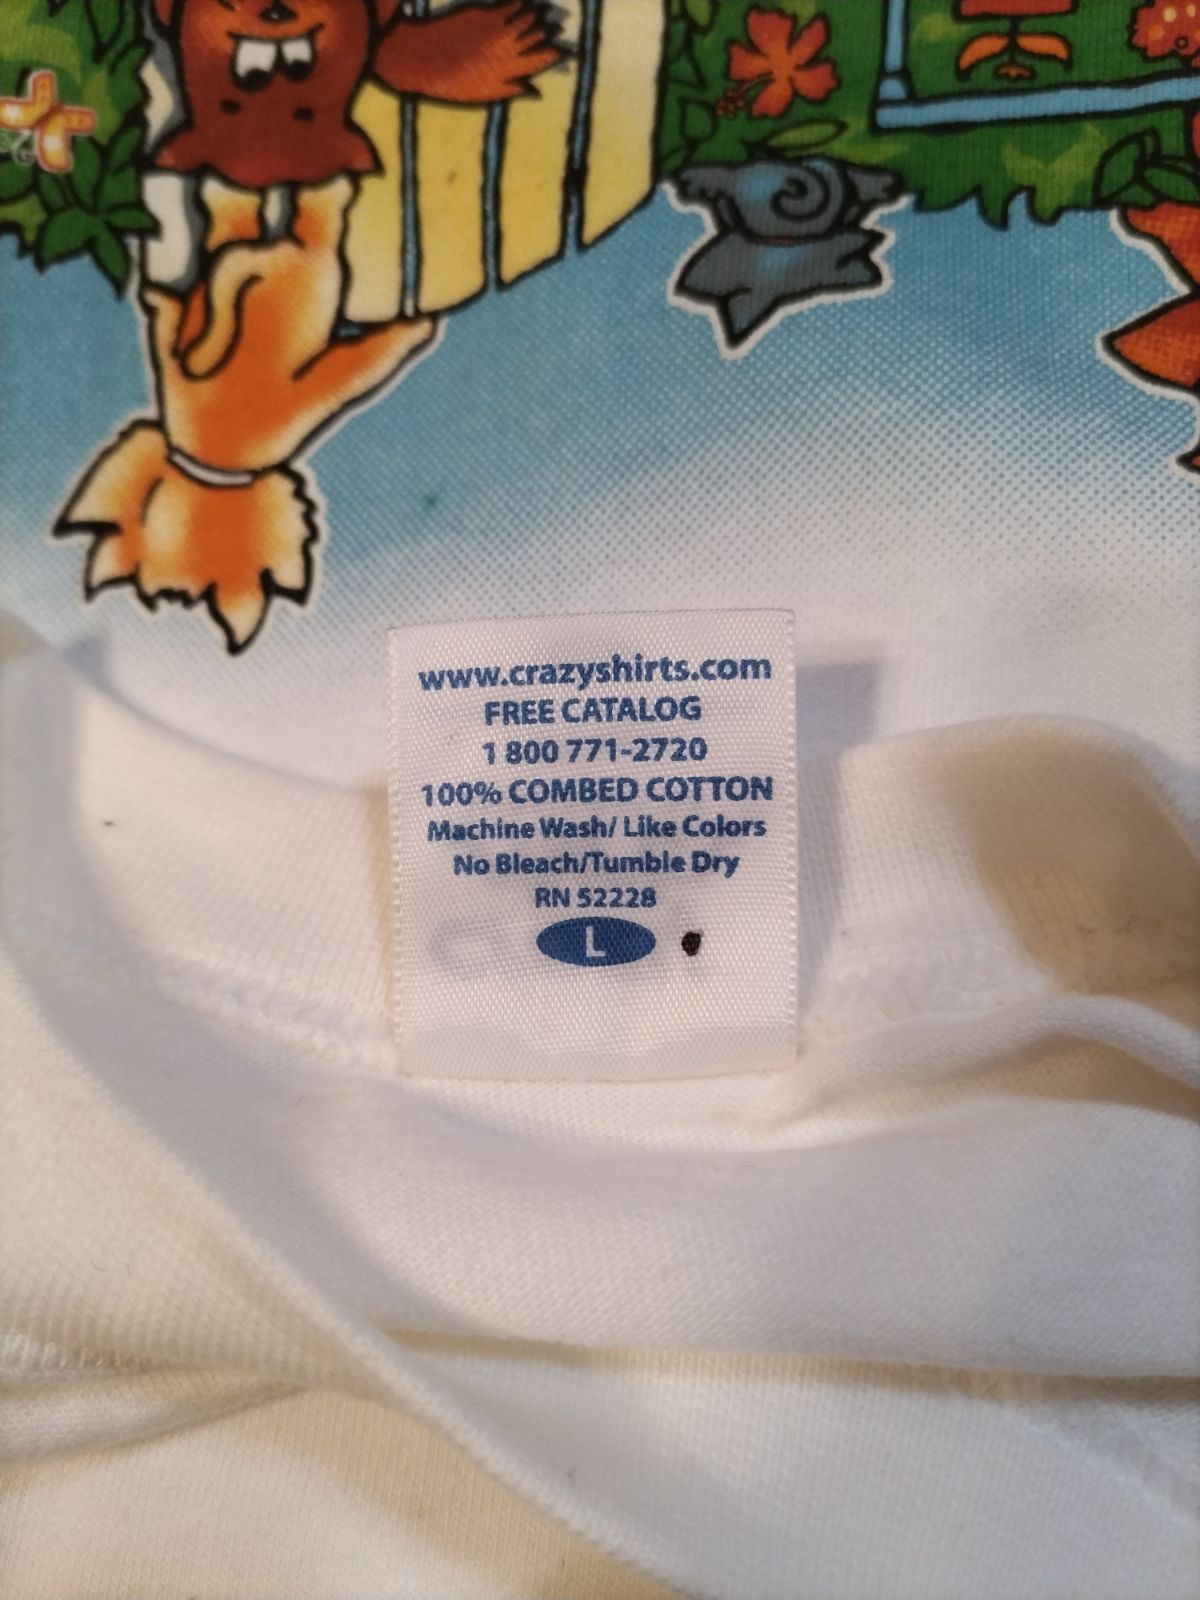 www.crazyshirts.com
FREE CATALOG
1 800 771-2720
100% COMBED COTTON
Machine Wash/ Like Colors
No Bleach/Tumble Dry
RN 52228
L